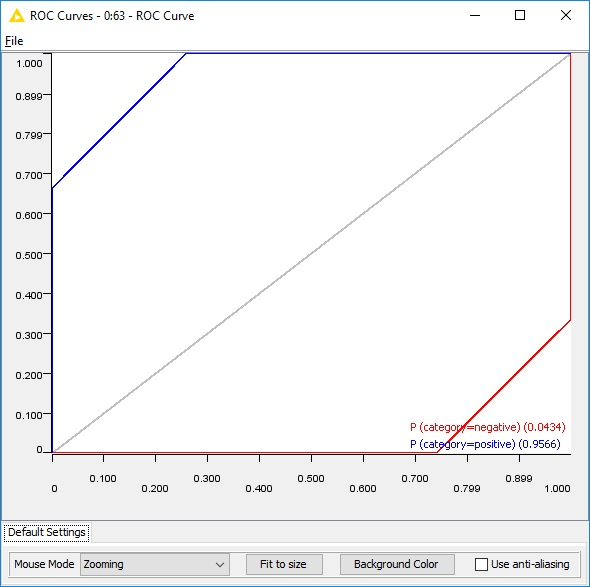 ROC Curves - 0:63 - ROC Curve
File
1.000
0.899
0.799
0.700
0.600
0.500
0.400
0.300
0.200
0.100
0
P (category=negative) (0.0434)
P (category=positive) (0.9566)
0.100 0.300 0.500 0.700 0.899
0 0.200 0.400 0.600 0.799 1.000
Default Settings
Mouse Mode Zooming Fit to size Background Color Use anti-aliasing